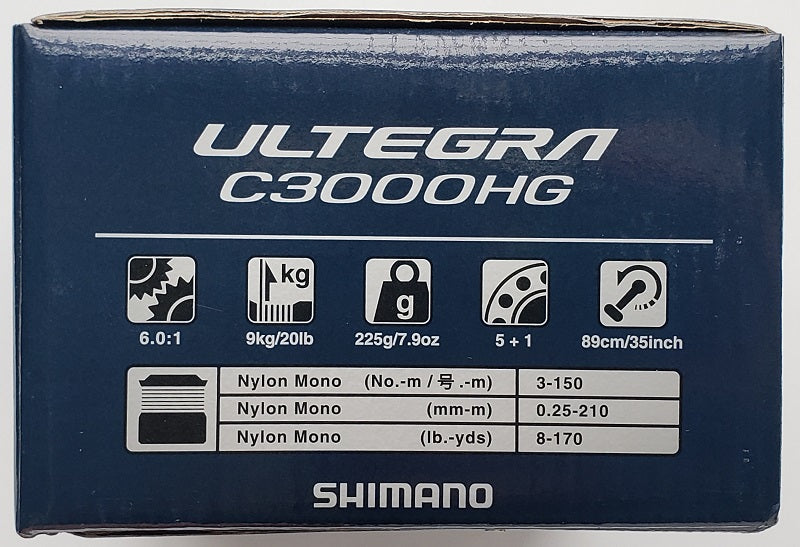 ULTEGRA
C3000HG
kg
g
6.0:1 9kg/20lb 225g/7.9oz 5+1 89cm/35inch
Nylon Mono (No.-m / 号.-m) 3-150
Nylon Mono (mm-m) 0.25-210
Nylon Mono (lb.-yds) 8-170
SHIMANO